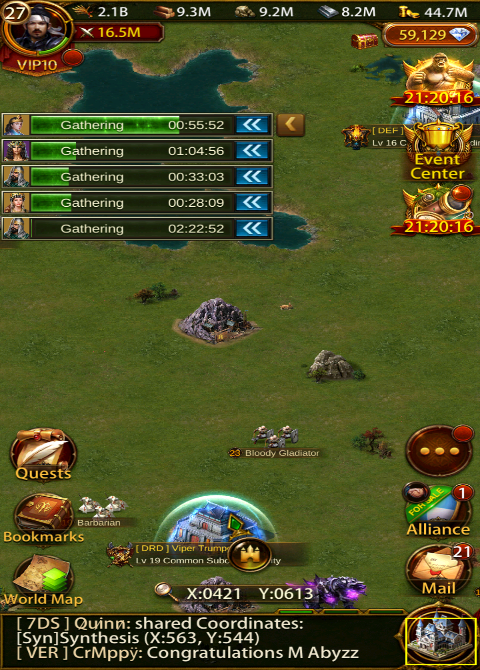 27
2.1B
9.3M
9.2M
8.2M
44.7M
16.5M
59,129
VIP10
21:20:16
Gathering 00:55:52
Gathering 01:04:56
Gathering 00:33:03
Gathering 00:28:09
Gathering 02:22:52
[ DEF ]
Lv 16 C
Event
Center
21:20:16
23 Bloody Gladiator
Quests
FOR SALE
1
Alliance
Barbarian
Bookmarks
[ DRD ] Viper Trump
Lv 19 Common Subo
21
Mail
World Map
X:0421 Y:0613
[ 7DS ] Quinи: shared Coordinates:
[Syn]Synthesis (X:563, Y:544)
[ VER ] CrMppÿ: Congratulations M Abyzz